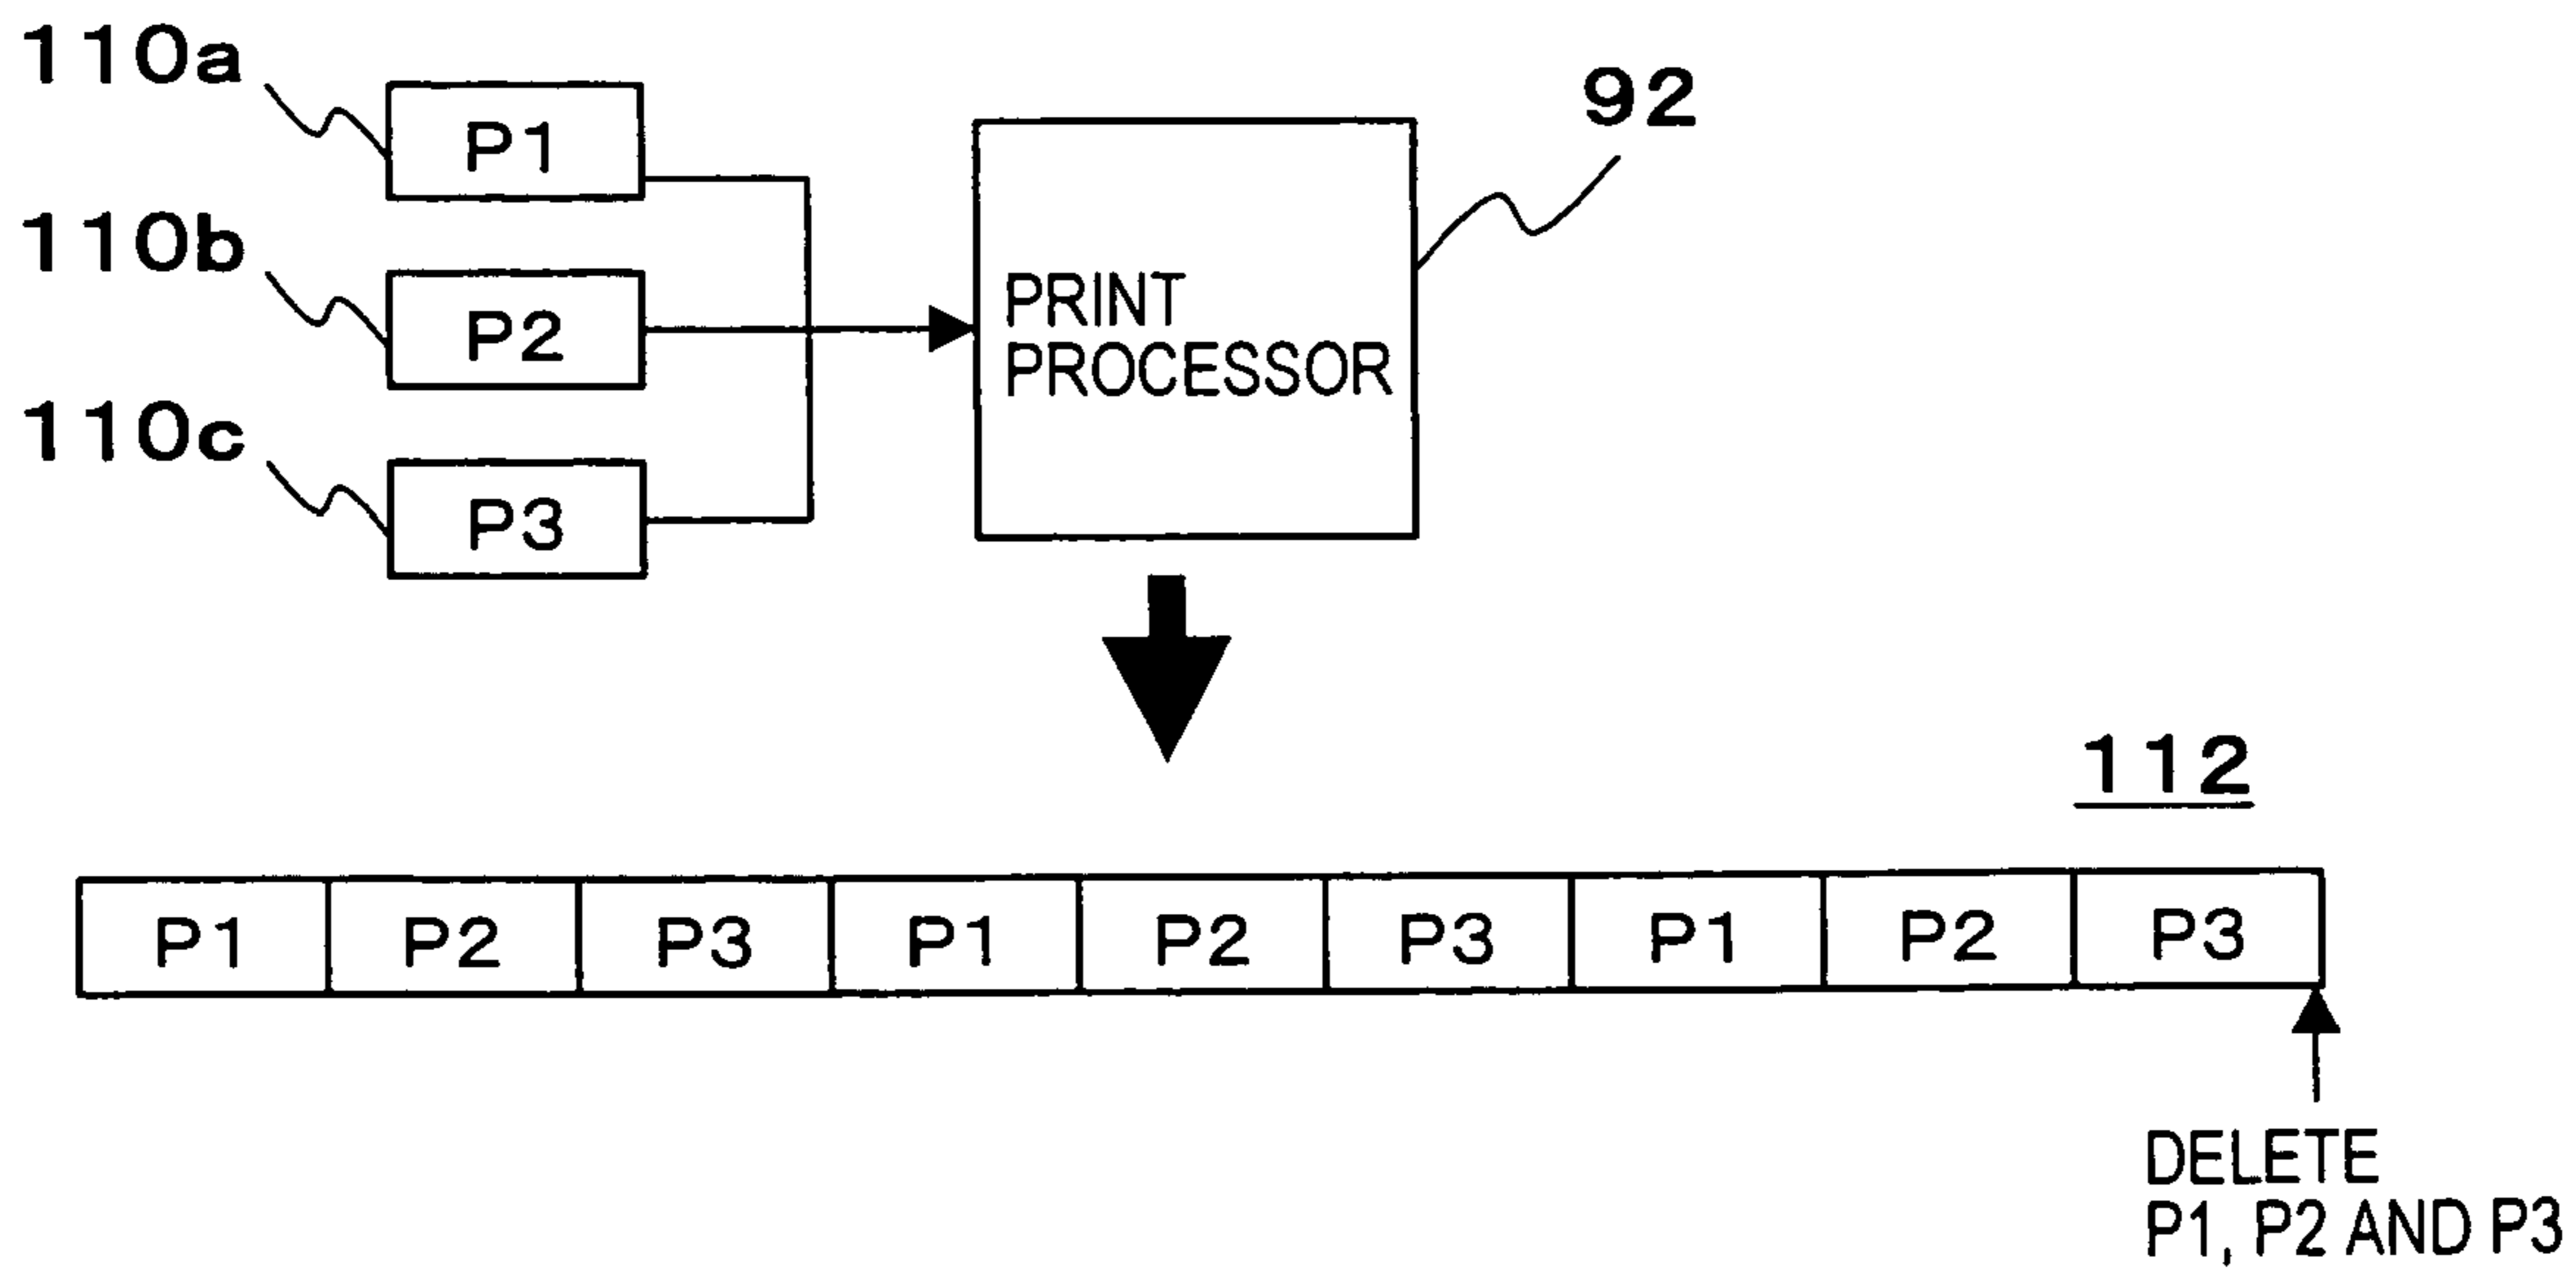 110a
P1
92
110b
P2
PRINT
PROCESSOR
110c
P3
112
P1 P2 P3 P1 P2 P3 P1 P2 P3
DELETE
P1, P2 AND P3